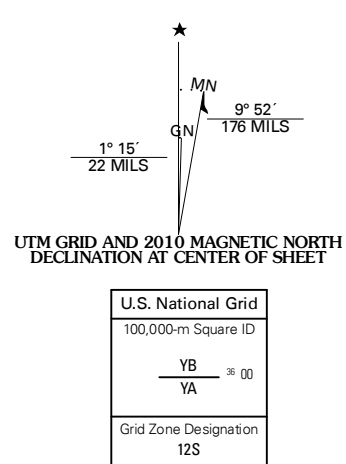 ★
MN
9° 52´
176 MILS
GN
1° 15´
22 MILS
UTM GRID AND 2010 MAGNETIC NORTH
DECLINATION AT CENTER OF SHEET
U.S. National Grid
100,000-m Square ID
YB
36 00
YA
Grid Zone Designation
12S